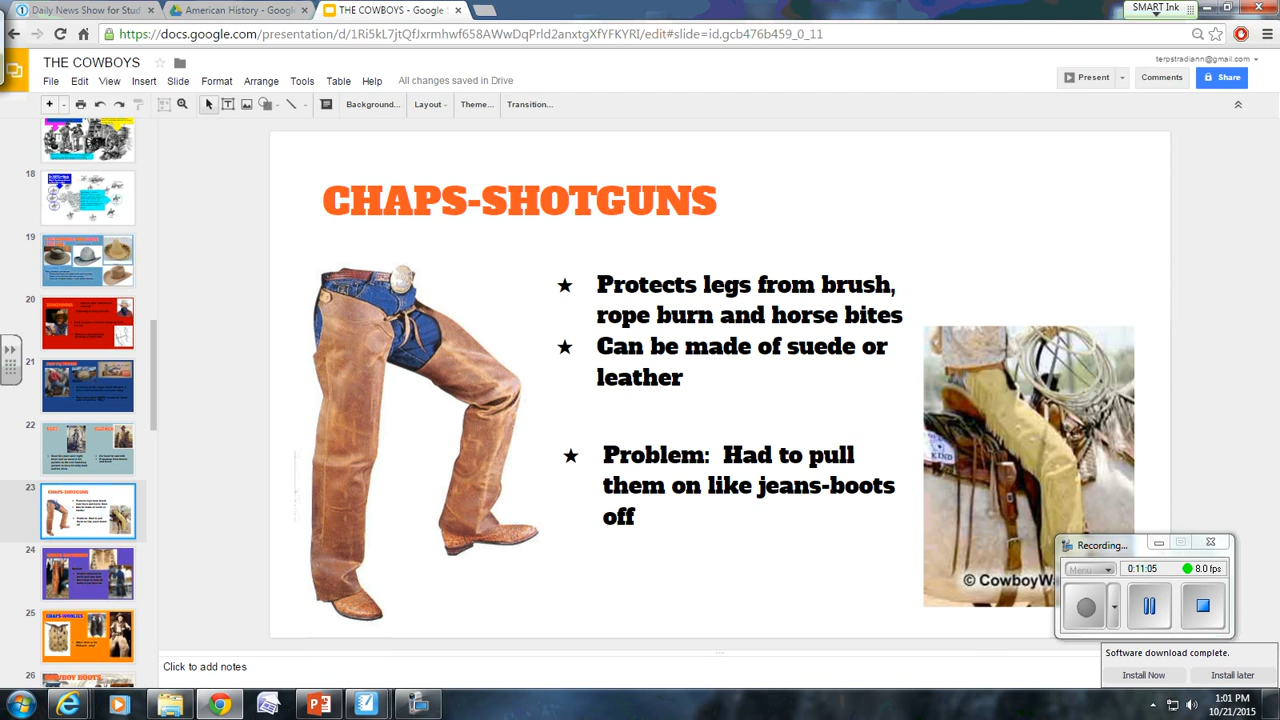 Daily News Show for Stud
American History - Google
THE COWBOYS - Google S
SMART Ink
https://docs.google.com/presentation/d/1Ri5kL7jtQfJxrmhwf658AWwDqPrld2anxtgXfYFKYRI/edit#slide=id.gcb476b459_0_11
THE COWBOYS
terpstradiann@gmail.com
File Edit View Insert Slide Format Arrange Tools Table Help All changes saved in Drive
Present Comments Share
Background... Layout Theme... Transition...
18
19
20
21
22
23
24
25
26
CHAPS-SHOTGUNS
★ Protects legs from brush,
rope burn and horse bites
★ Can be made of suede or
leather
★ Problem: Had to pull
them on like jeans-boots
off
KIND
© CowboyWa
Recording...
Menu 0:11:05 8.0 fps
Software download complete.
Install Now Install later
Click to add notes
1:01 PM
10/21/2015